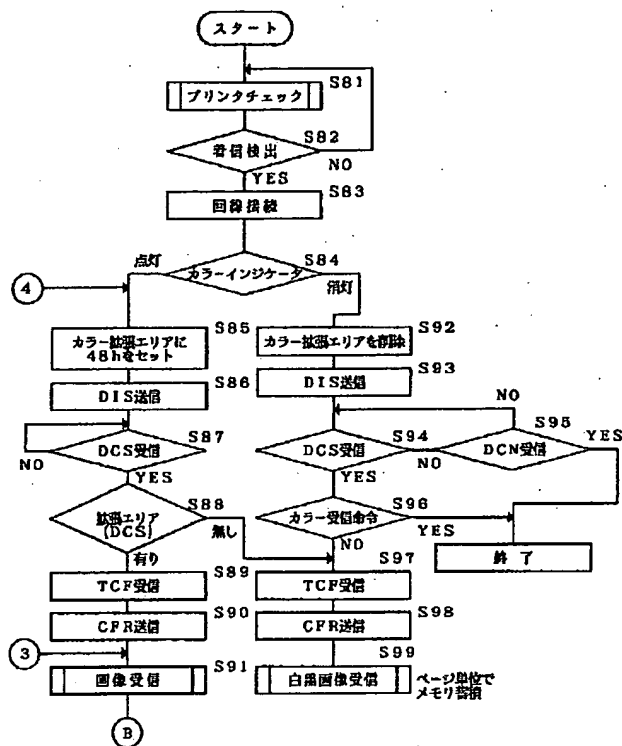 スタート
S81
プリンタチェック
S82
着信検出
NO
YES
S83
回線接続
S84
点灯
カラーインジケータ
消灯
4
S85
カラー拡張エリアに
48hをセット
S92
カラー拡張エリアを削除
S86
DIS送信
S93
DIS送信
NO
S87
DCS受信
NO
YES
S94
DCS受信
NO
YES
S95
DCN受信
YES
S88
拡張エリア
(DCS)
無し
有り
S96
カラー受信命令
YES
NO
終了
S89
TCF受信
S97
TCF受信
S90
CFR送信
S98
CFR送信
3
S91
画像受信
S99
白黒画像受信
ページ単位で
メモリ蓄積
B